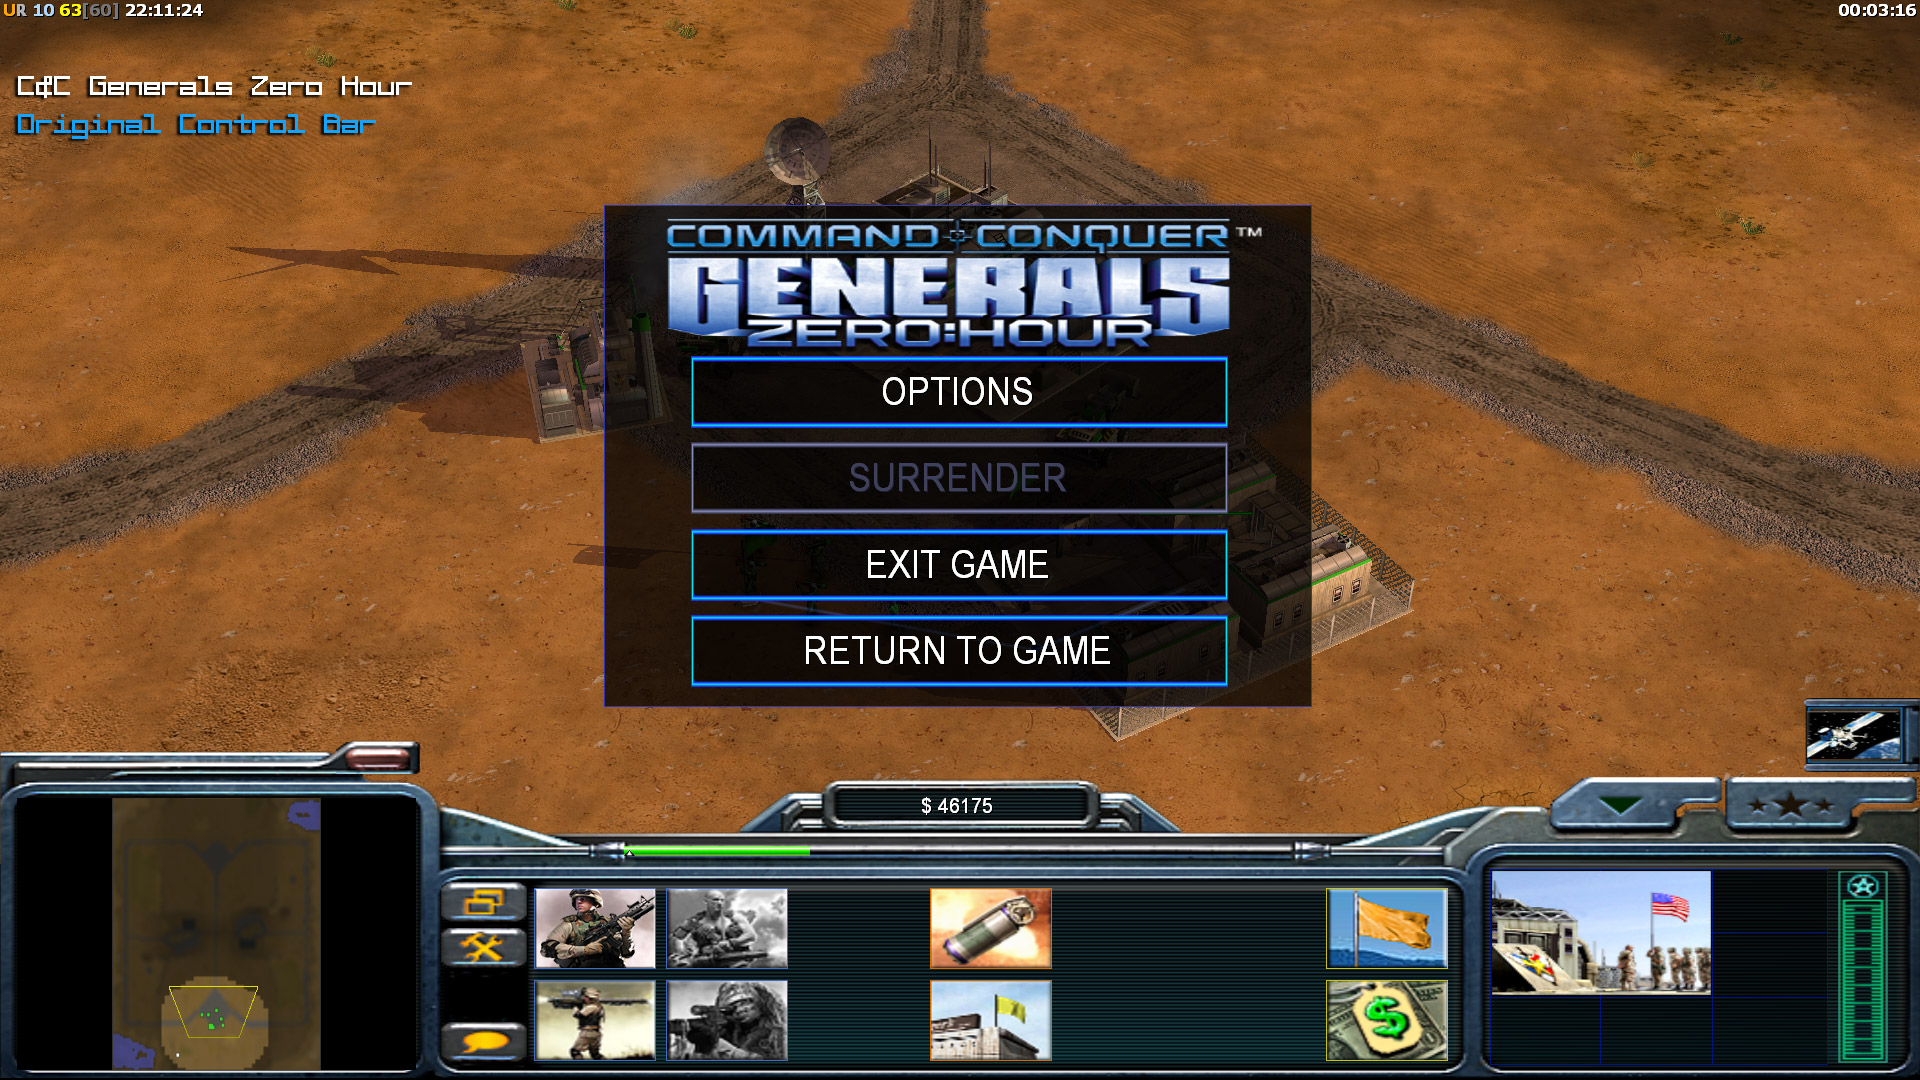 UR 10 63[60] 22:11:24
00:03:16
C&C Generals Zero Hour
Original Control Bar
COMMAND CONQUER™
GENERALS
ZERO:HOUR
OPTIONS
SURRENDER
EXIT GAME
RETURN TO GAME
$ 46175
$